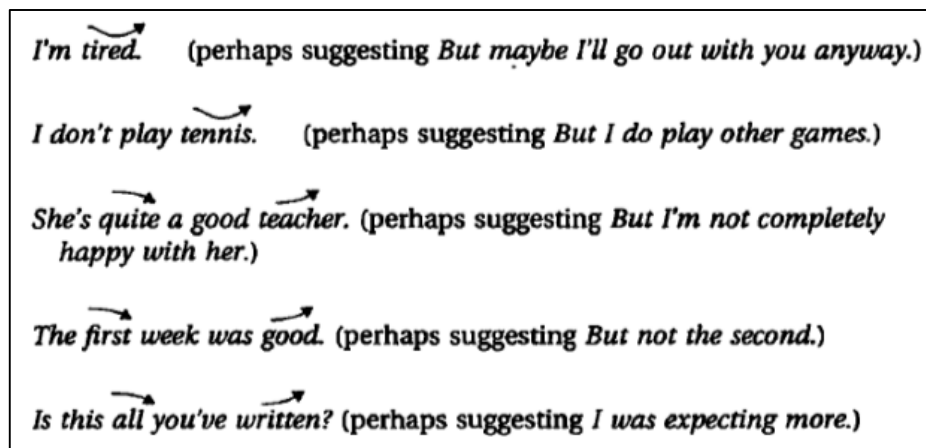 I'm tired. (perhaps suggesting But maybe I'll go out with you anyway.)
I don't play tennis. (perhaps suggesting But I do play other games.)
She's quite a good teacher. (perhaps suggesting But I'm not completely
happy with her.)
The first week was good. (perhaps suggesting But not the second.)
Is this all you've written? (perhaps suggesting I was expecting more.)